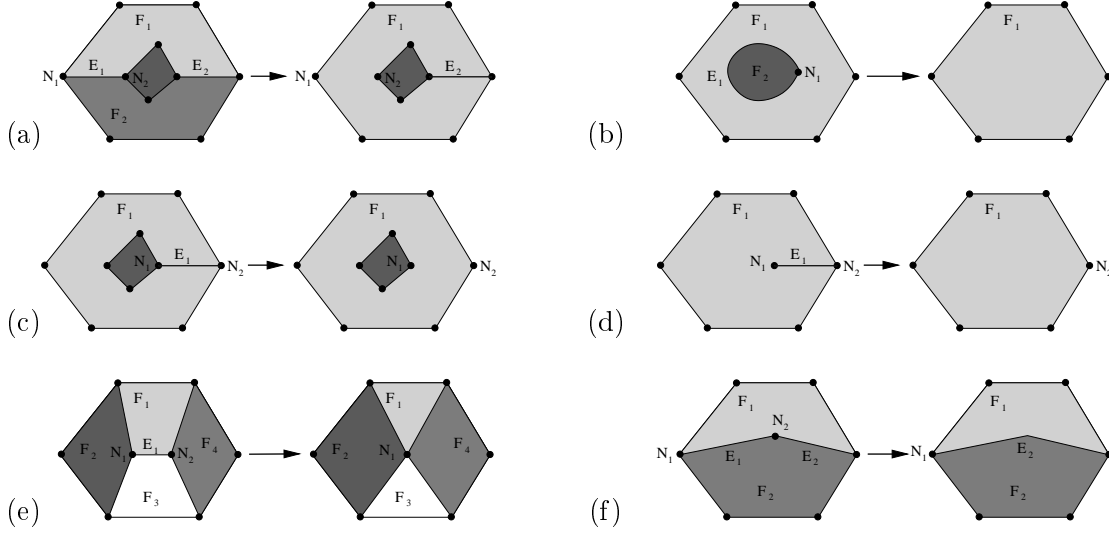 F1 F1 F1 F1
N1 E1 N2 E2 N1 N2 E2 E1 F2 N1
F2
(a) (b)
F1 F1 F1 F1
N1 E1 N2 N1 N2 N1 E1 N2 N2
(c) (d)
F1 F1 F1 F1
N2
F2 N1 E1 N2 F4 F2 N1 F4 N1 E1 E2 N1 E2
F3 F3 F2 F2
(e) (f)